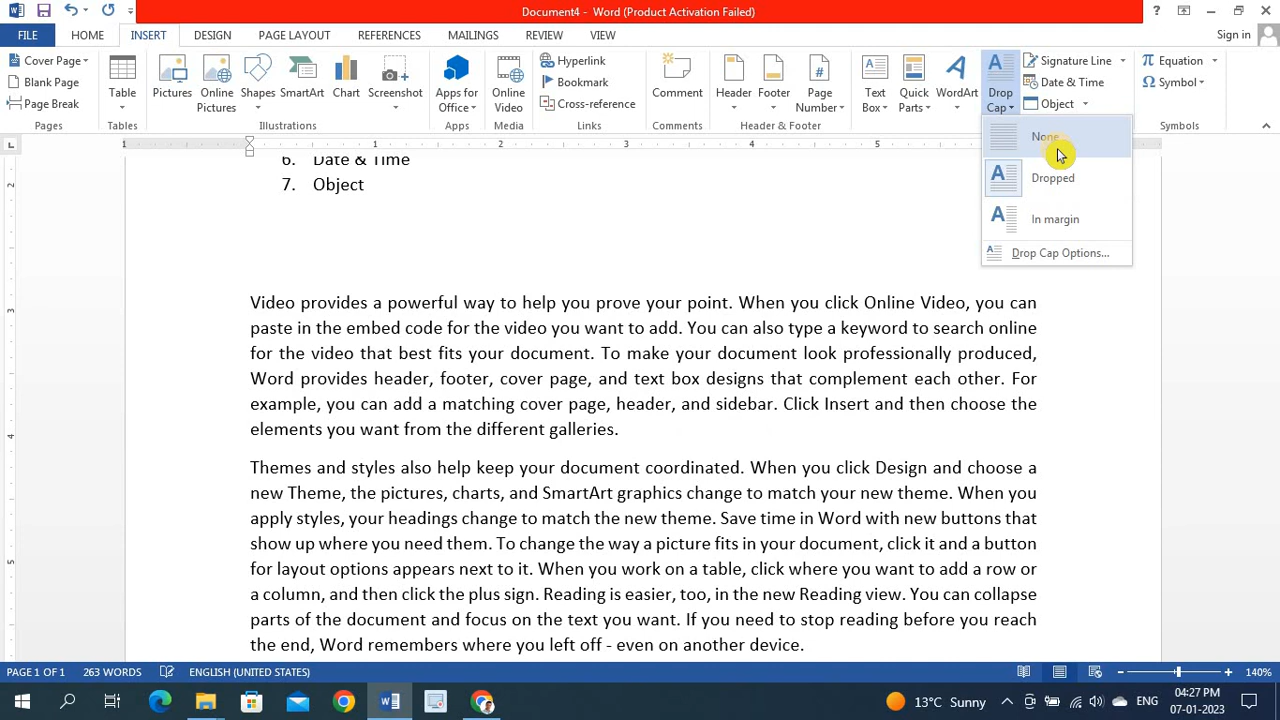 Document4 - Word (Product Activation Failed)
?
FILE
HOME
INSERT
DESIGN
PAGE LAYOUT
REFERENCES
MAILINGS
REVIEW
VIEW
Sign in
Cover Page
Blank Page
Page Break
Pages
Table
Tables
Pictures
Online Pictures
Shapes
SmartArt
Chart
Screenshot
Illustrations
Apps for Office
Apps
Online Video
Media
Hyperlink
Bookmark
Cross-reference
Links
Comment
Comments
Header
Footer
Page Number
Header & Footer
Text Box
Quick Parts
WordArt
Drop Cap
Signature Line
Date & Time
Object
Equation
Symbol
Symbols
None
Dropped
In margin
Drop Cap Options...
1 1 2 3 4 5
2
3
4
5
6. Date & Time
7. Object
Video provides a powerful way to help you prove your point. When you click Online Video, you can
paste in the embed code for the video you want to add. You can also type a keyword to search online
for the video that best fits your document. To make your document look professionally produced,
Word provides header, footer, cover page, and text box designs that complement each other. For
example, you can add a matching cover page, header, and sidebar. Click Insert and then choose the
elements you want from the different galleries.
Themes and styles also help keep your document coordinated. When you click Design and choose a
new Theme, the pictures, charts, and SmartArt graphics change to match your new theme. When you
apply styles, your headings change to match the new theme. Save time in Word with new buttons that
show up where you need them. To change the way a picture fits in your document, click it and a button
for layout options appears next to it. When you work on a table, click where you want to add a row or
a column, and then click the plus sign. Reading is easier, too, in the new Reading view. You can collapse
parts of the document and focus on the text you want. If you need to stop reading before you reach
the end, Word remembers where you left off - even on another device.
PAGE 1 OF 1
263 WORDS
ENGLISH (UNITED STATES)
140%
13°C Sunny
ENG
04:27 PM
07-01-2023